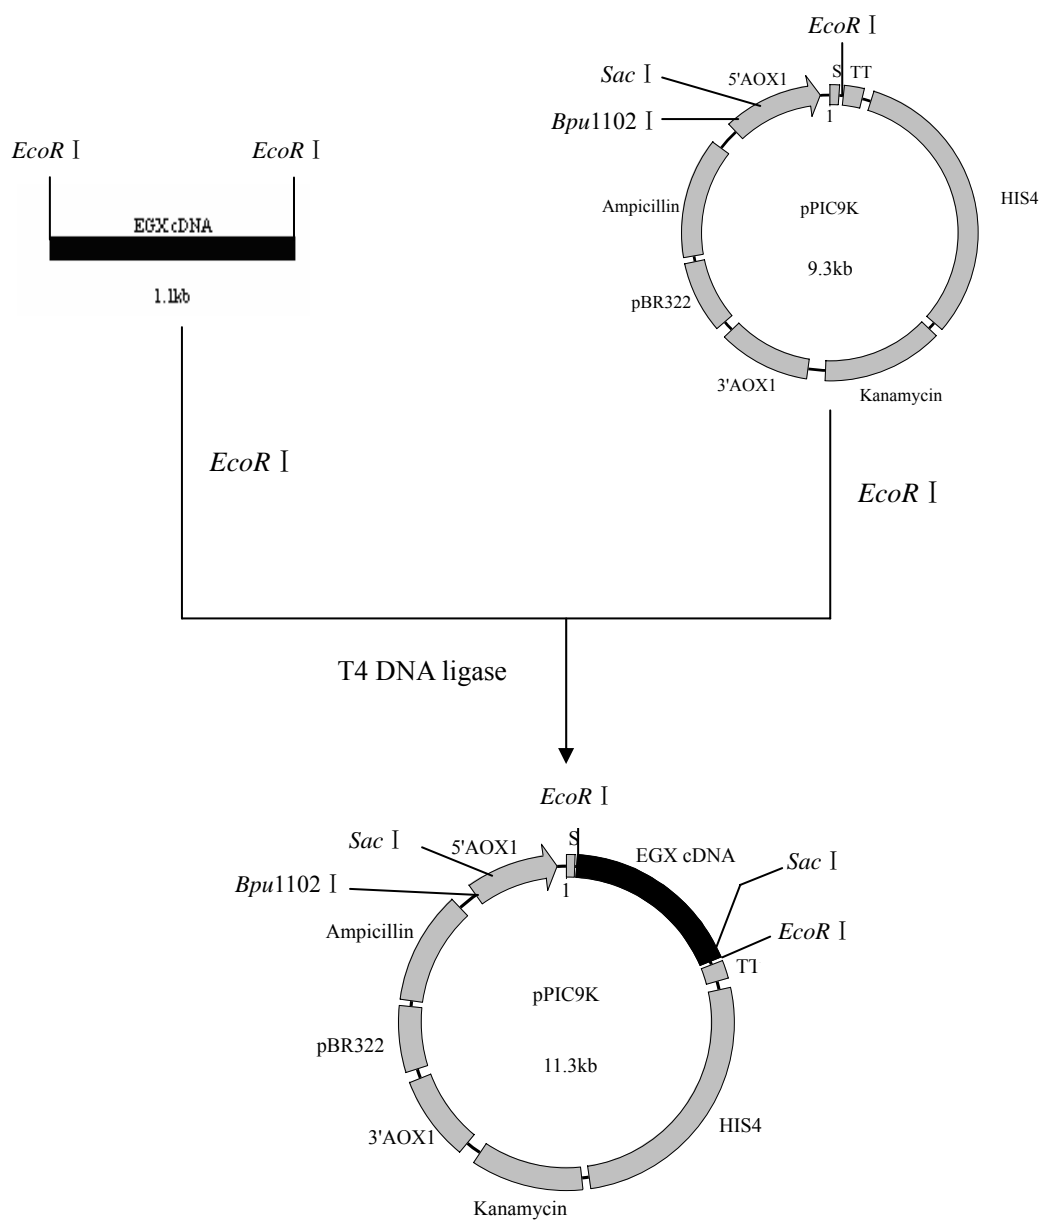 EcoR Ⅰ
Sac Ⅰ
5'AOX1
S
TT
Bpu1102 Ⅰ
1
EcoR Ⅰ
EcoR Ⅰ
EGX cDNA
1.1kb
Ampicillin
pPIC9K
HIS4
9.3kb
pBR322
3'AOX1
Kanamycin
EcoR Ⅰ
EcoR Ⅰ
T4 DNA ligase
EcoR Ⅰ
Sac Ⅰ
5'AOX1
S
EGX cDNA
Sac Ⅰ
Bpu1102 Ⅰ
1
Ampicillin
EcoR Ⅰ
TT
pPIC9K
pBR322
11.3kb
3'AOX1
HIS4
Kanamycin